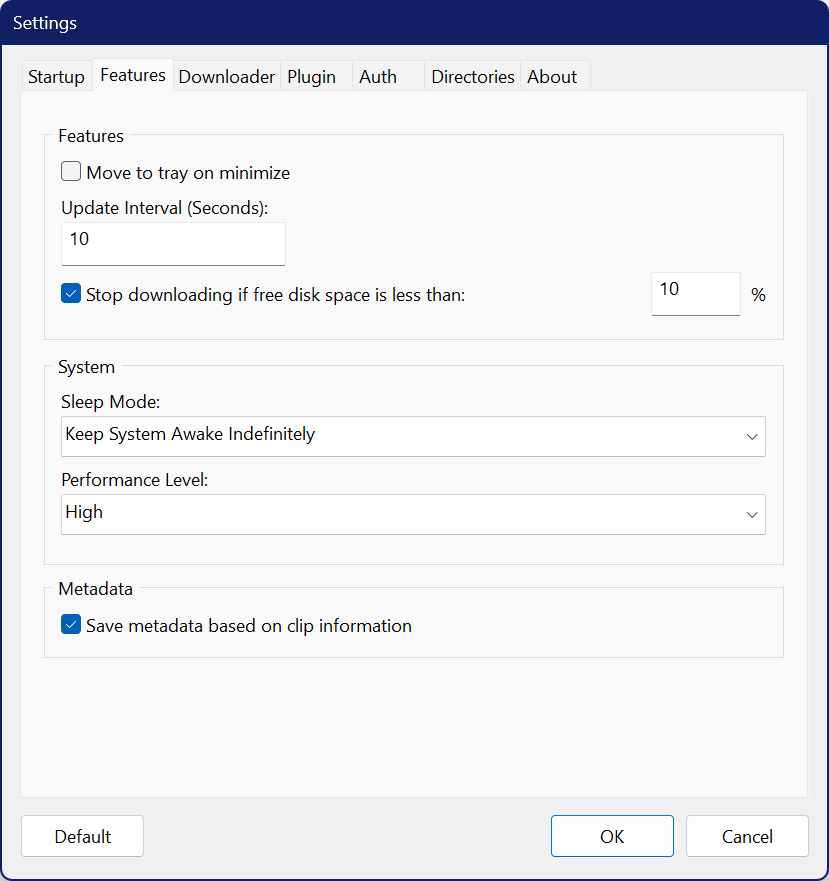 Settings
Startup Features Downloader Plugin Auth Directories About
Features
Move to tray on minimize
Update Interval (Seconds):
10
Stop downloading if free disk space is less than: 10 %
System
Sleep Mode:
Keep System Awake Indefinitely
Performance Level:
High
Metadata
Save metadata based on clip information
Default OK Cancel